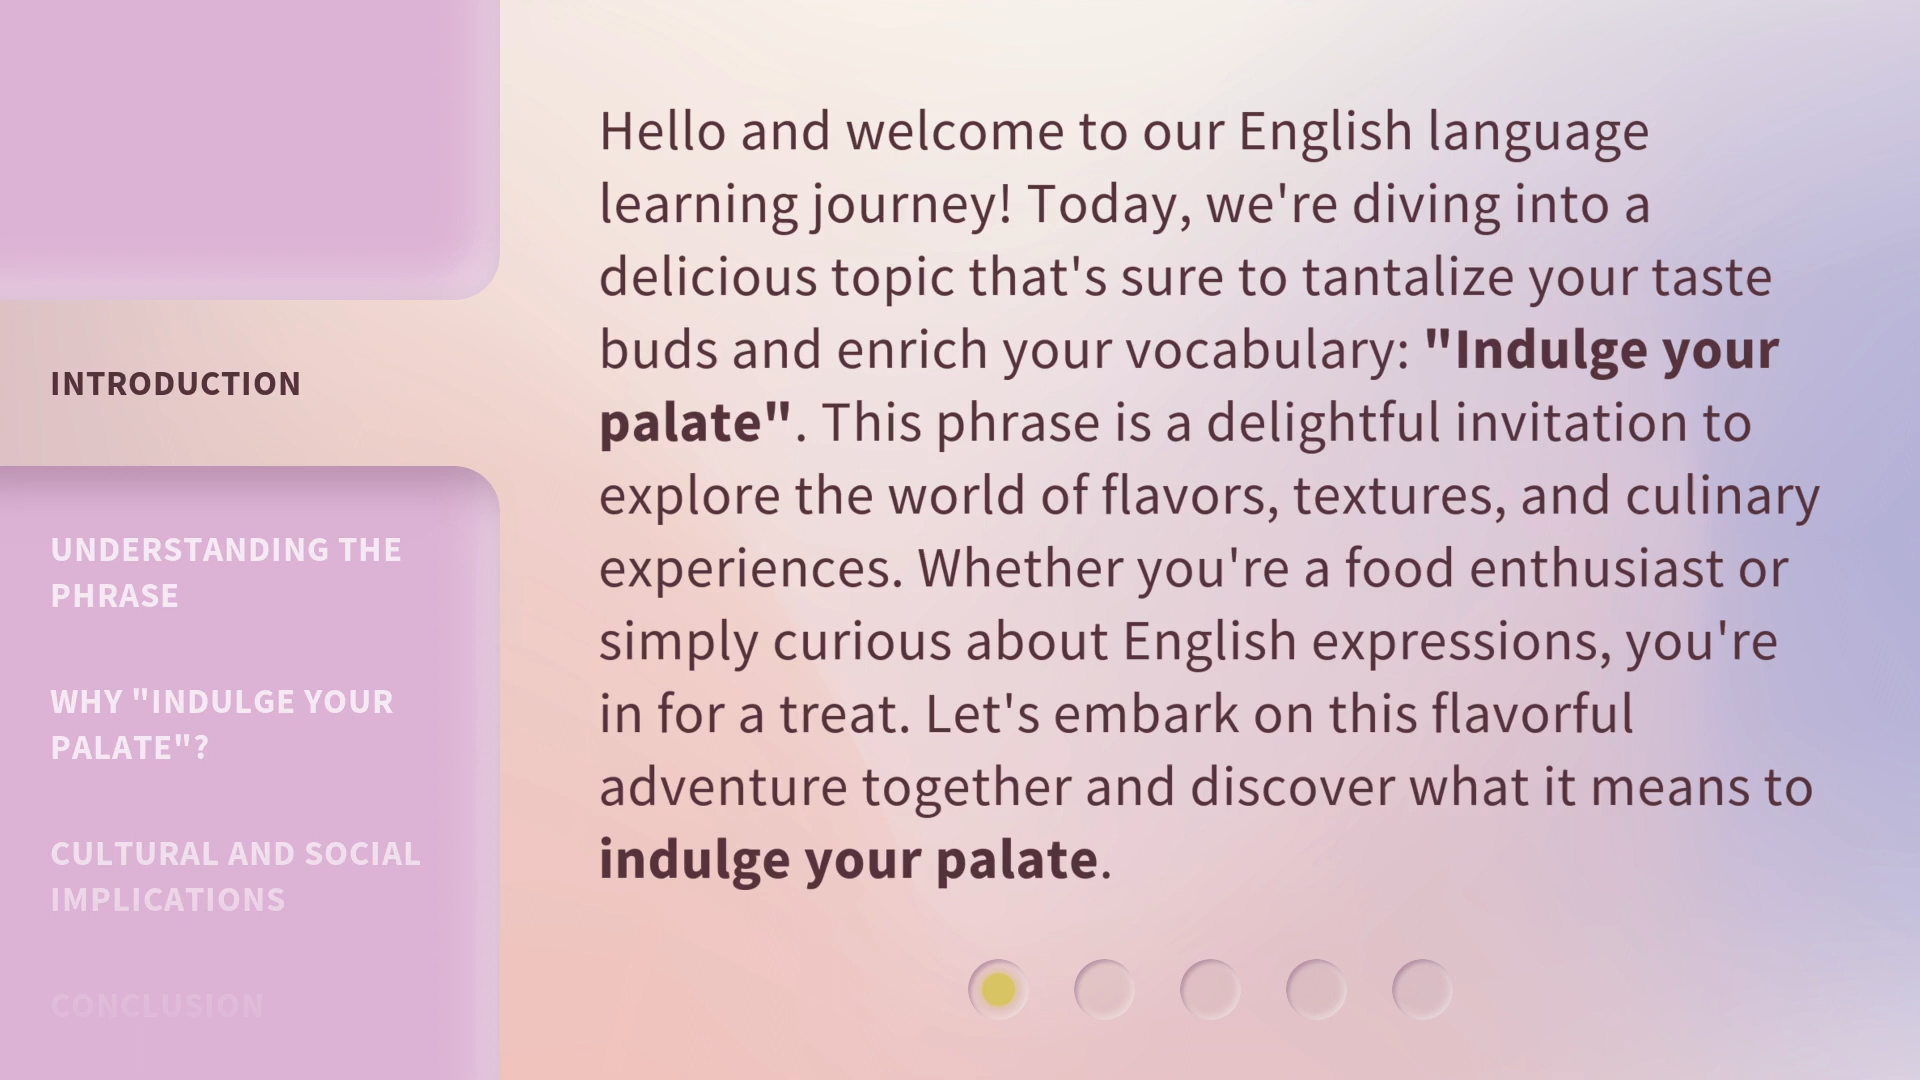 INTRODUCTION
UNDERSTANDING THE
PHRASE
WHY "INDULGE YOUR
PALATE"?
CULTURAL AND SOCIAL
IMPLICATIONS
CONCLUSION
Hello and welcome to our English language
learning journey! Today, we're diving into a
delicious topic that's sure to tantalize your taste
buds and enrich your vocabulary: "Indulge your
palate". This phrase is a delightful invitation to
explore the world of flavors, textures, and culinary
experiences. Whether you're a food enthusiast or
simply curious about English expressions, you're
in for a treat. Let's embark on this flavorful
adventure together and discover what it means to
indulge your palate.